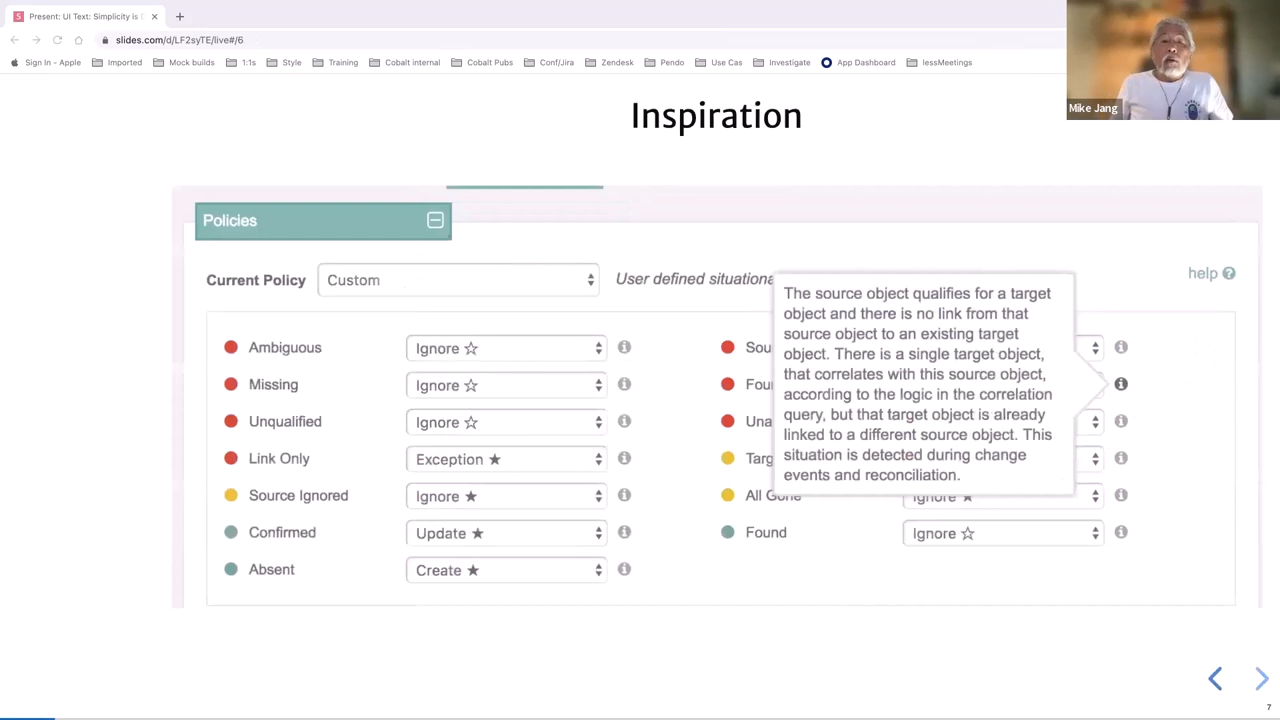 Present: UI Text: Simplicity is
slides.com/d/LF2syTE/live#/6
Sign In - Apple Imported Mock builds 1:1s Style Training Cobalt internal Cobalt Pubs Conf/Jira Zendesk Pendo Use Cas Investigate App Dashboard lessMeetings
Mike Jang
Inspiration
Policies
Current Policy Custom User defined situationa
help
The source object qualifies for a target
object and there is no link from that
source object to an existing target
object. There is a single target object,
that correlates with this source object,
according to the logic in the correlation
query, but that target object is already
linked to a different source object. This
situation is detected during change
events and reconciliation.
Ambiguous Ignore ☆ Sou
Missing Ignore ☆ Fou
Unqualified Ignore ☆ Una
Link Only Exception ★ Targ
Source Ignored Ignore ★ All Gone Ignore ★
Confirmed Update ★ Found Ignore ☆
Absent Create ★
7